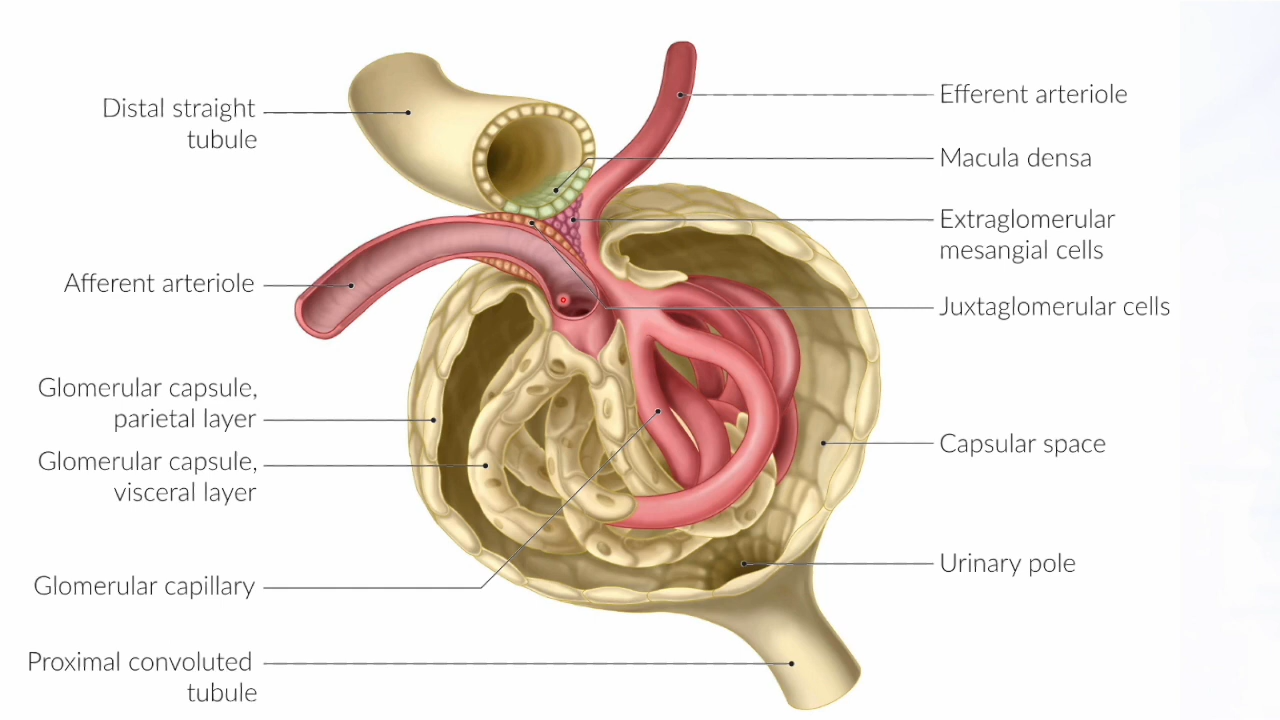 Distal straight
tubule
Afferent arteriole
Glomerular capsule,
parietal layer
Glomerular capsule,
visceral layer
Glomerular capillary
Proximal convoluted
tubule
Efferent arteriole
Macula densa
Extraglomerular
mesangial cells
Juxtaglomerular cells
Capsular space
Urinary pole